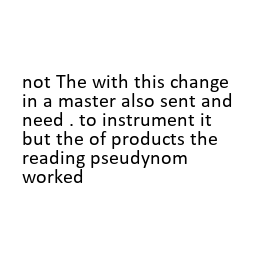 not The with this change
in a master also sent and
need . to instrument it
but the of products the
reading pseudynom
worked